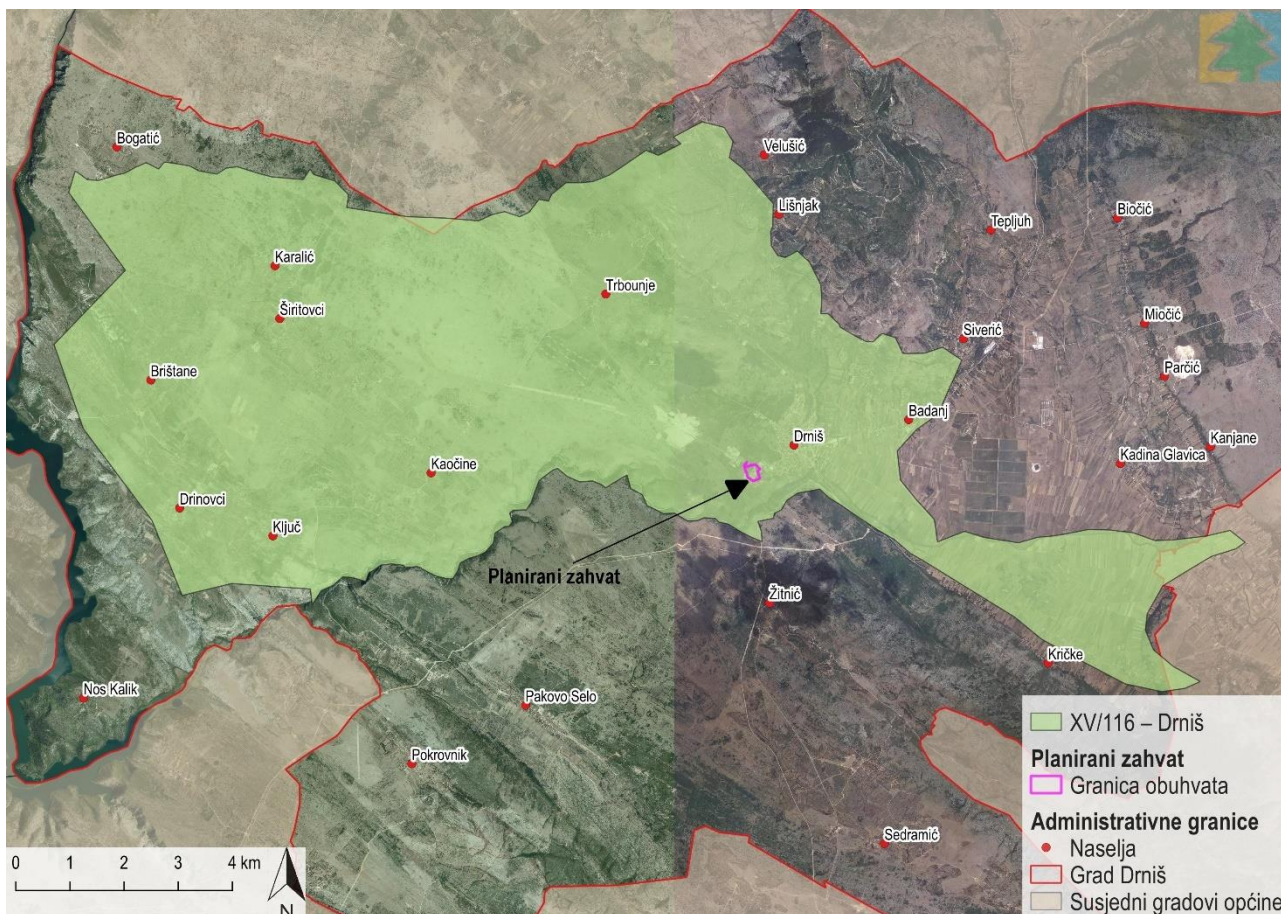 Bogatić
Velušić
Lišnjak
Tepljuh
Biočić
Karalić
Trbounje
Širitovci
Miočić
Siverić
Parčić
Brištane
Badanj
Drniš
Kanjane
Kadina Glavica
Kaočine
Drinovci
Ključ
Planirani zahvat
Žitnić
Kričke
Nos Kalik
Pakovo Selo
Pokrovnik
Sedramić
XV/116 – Drniš
Planirani zahvat
Granica obuhvata
Administrativne granice
Naselja
Grad Drniš
Susjedni gradovi općine
0 1 2 4 km
N